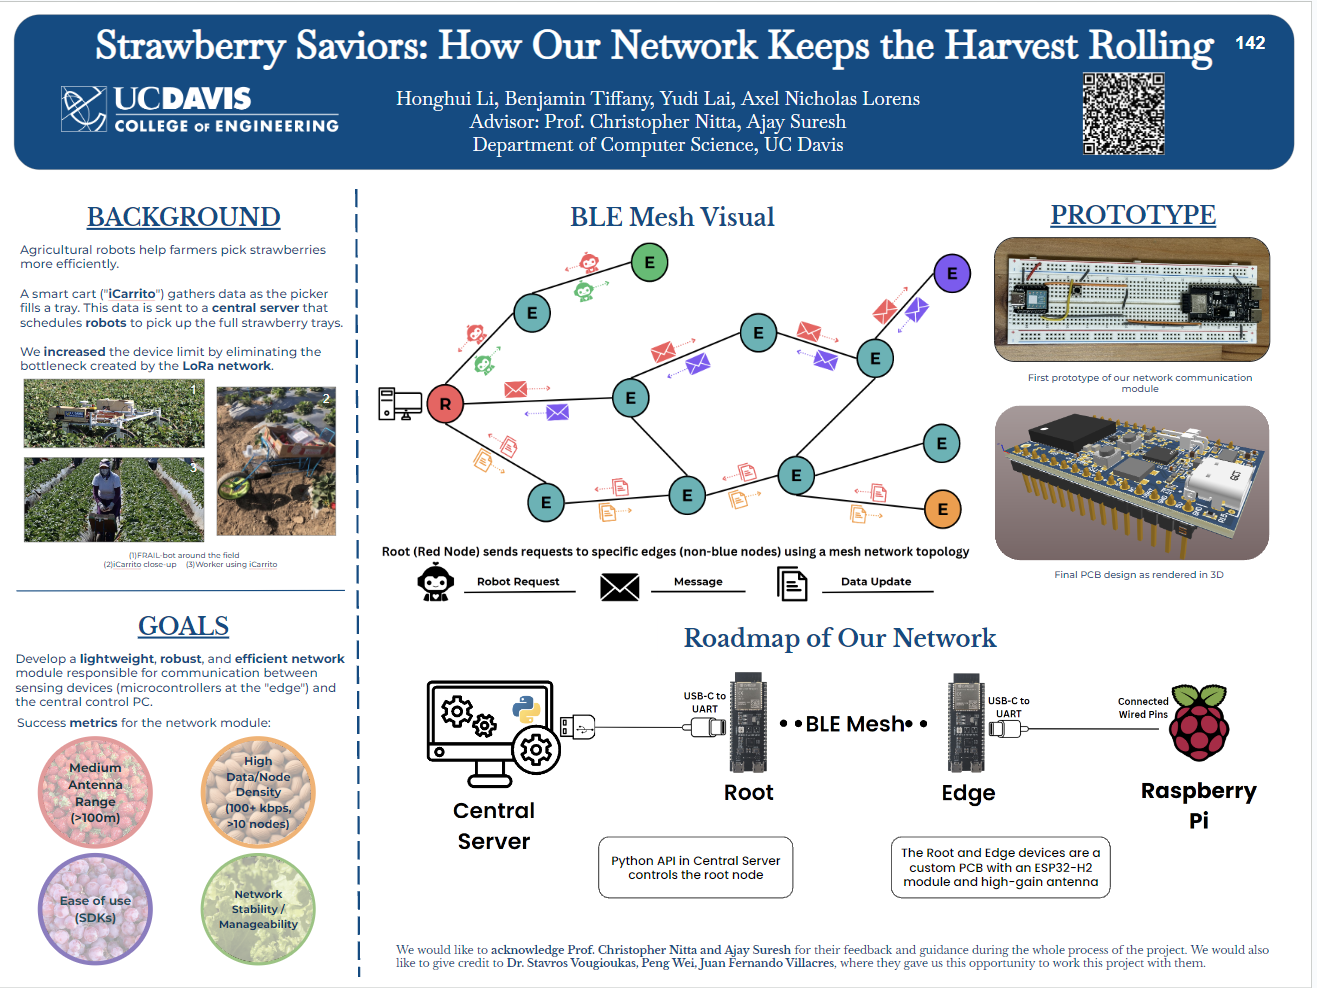 Strawberry Saviors: How Our Network Keeps the Harvest Rolling
142
UCDAVIS
COLLEGE OF ENGINEERING
Honghui Li, Benjamin Tiffany, Yudi Lai, Axel Nicholas Lorens
Advisor: Prof. Christopher Nitta, Ajay Suresh
Department of Computer Science, UC Davis
BACKGROUND
Agricultural robots help farmers pick strawberries
more efficiently.
A smart cart ("iCarrito") gathers data as the picker
fills a tray. This data is sent to a central server that
schedules robots to pick up the full strawberry trays.
We increased the device limit by eliminating the
bottleneck created by the LoRa network.
1
2
3
(1)FRAIL-bot around the field
(2)iCarrito close-up (3)Worker using iCarrito
GOALS
Develop a lightweight, robust, and efficient network
module responsible for communication between
sensing devices (microcontrollers at the "edge") and
the central control PC.
Success metrics for the network module:
Medium
Antenna
Range
(>100m)
High
Data/Node
Density
(100+ kbps,
>10 nodes)
Ease of use
(SDKs)
Network
Stability /
Manageability
BLE Mesh Visual
E
E
E
E
E
R
E
E
E
E
E
E
Root (Red Node) sends requests to specific edges (non-blue nodes) using a mesh network topology
Robot Request
Message
Data Update
PROTOTYPE
First prototype of our network communication
module
Final PCB design as rendered in 3D
Roadmap of Our Network
Central
Server
USB-C to
UART
Root
BLE Mesh
Edge
USB-C to
UART
Connected
Wired Pins
Raspberry
Pi
Python API in Central Server
controls the root node
The Root and Edge devices are a
custom PCB with an ESP32-H2
module and high-gain antenna
We would like to acknowledge Prof. Christopher Nitta and Ajay Suresh for their feedback and guidance during the whole process of the project. We would also
like to give credit to Dr. Stavros Vougioukas, Peng Wei, Juan Fernando Villacres, where they gave us this opportunity to work this project with them.